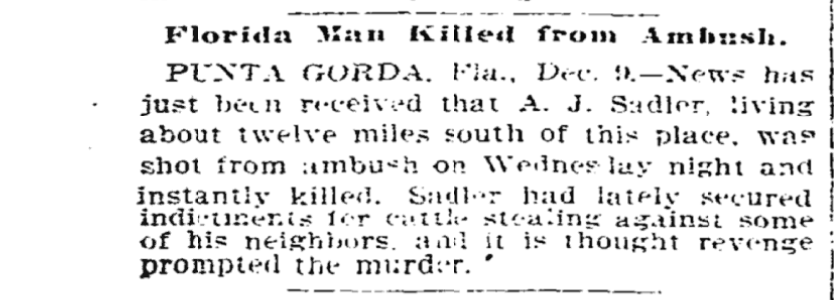 Florida Man Killed from Ambush.
PUNTA GORDA, Fla., Dec. 9.—News has
just been received that A. J. Sadler, living
about twelve miles south of this place, was
shot from ambush on Wednesday night and
instantly killed. Sadler had lately secured
indictments for cattle stealing against some
of his neighbors, and it is thought revenge
prompted the murder.